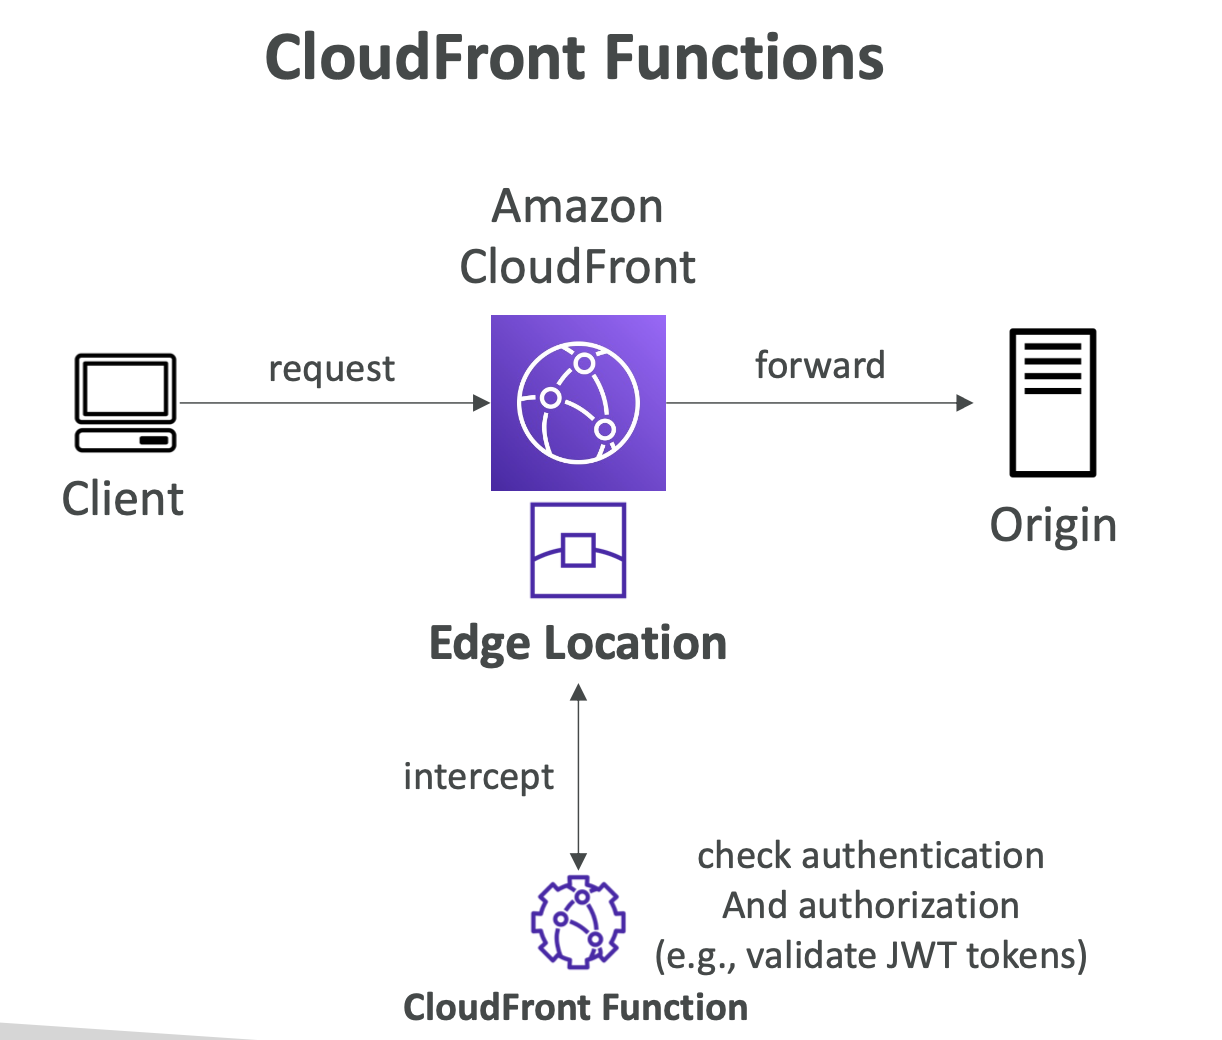 CloudFront Functions
Amazon
CloudFront
request
forward
Client
Origin
Edge Location
intercept
check authentication
And authorization
(e.g., validate JWT tokens)
CloudFront Function